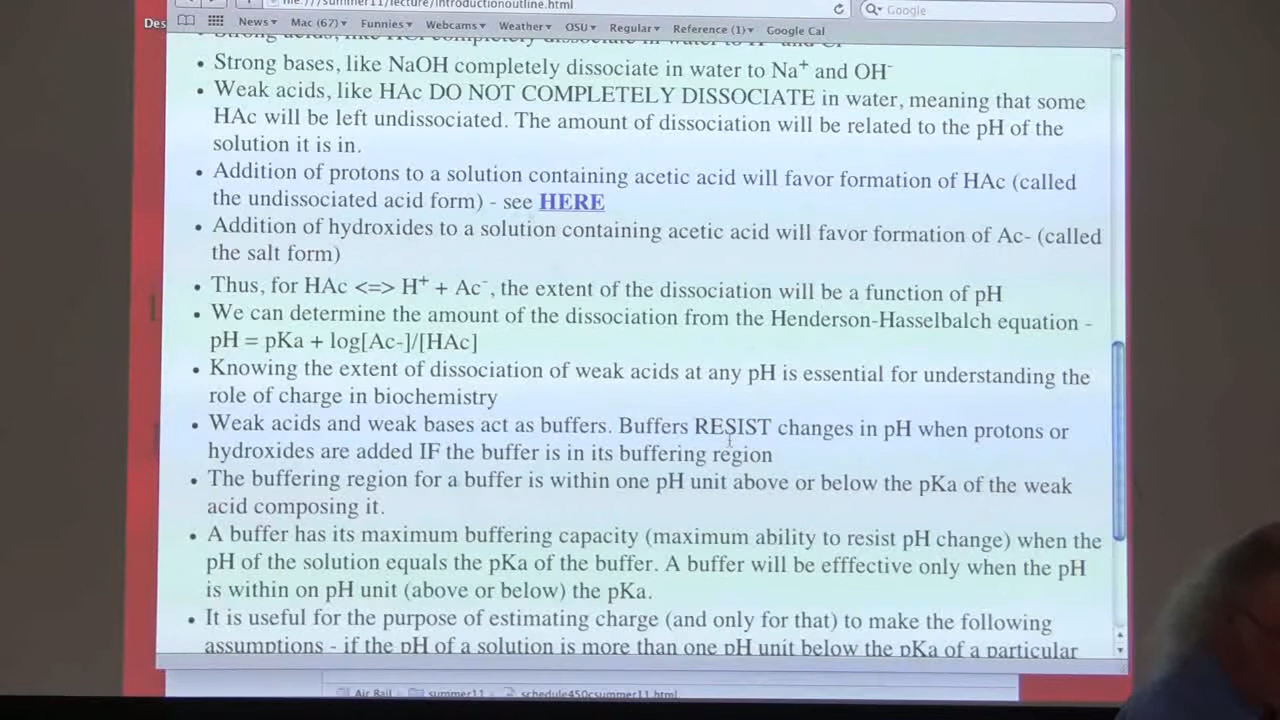 file:///summer11/lecture/introductionoutline.html
Google
Des
News▾ Mac (67)▾ Funnies▾ Webcams▾ Weather▾ OSU▾ Regular▾ Reference (1)▾ Google Cal
• Strong bases, like NaOH completely dissociate in water to Na⁺ and OH⁻
• Weak acids, like HAc DO NOT COMPLETELY DISSOCIATE in water, meaning that some
HAc will be left undissociated. The amount of dissociation will be related to the pH of the
solution it is in.
• Addition of protons to a solution containing acetic acid will favor formation of HAc (called
the undissociated acid form) - see HERE
• Addition of hydroxides to a solution containing acetic acid will favor formation of Ac- (called
the salt form)
• Thus, for HAc <=> H⁺ + Ac⁻, the extent of the dissociation will be a function of pH
• We can determine the amount of the dissociation from the Henderson-Hasselbalch equation -
pH = pKa + log[Ac-]/[HAc]
• Knowing the extent of dissociation of weak acids at any pH is essential for understanding the
role of charge in biochemistry
• Weak acids and weak bases act as buffers. Buffers RESIST changes in pH when protons or
hydroxides are added IF the buffer is in its buffering region
• The buffering region for a buffer is within one pH unit above or below the pKa of the weak
acid composing it.
• A buffer has its maximum buffering capacity (maximum ability to resist pH change) when the
pH of the solution equals the pKa of the buffer. A buffer will be efffective only when the pH
is within on pH unit (above or below) the pKa.
• It is useful for the purpose of estimating charge (and only for that) to make the following
assumptions - if the pH of a solution is more than one pH unit below the pKa of a particular
summer11 schedule450csummer11.html